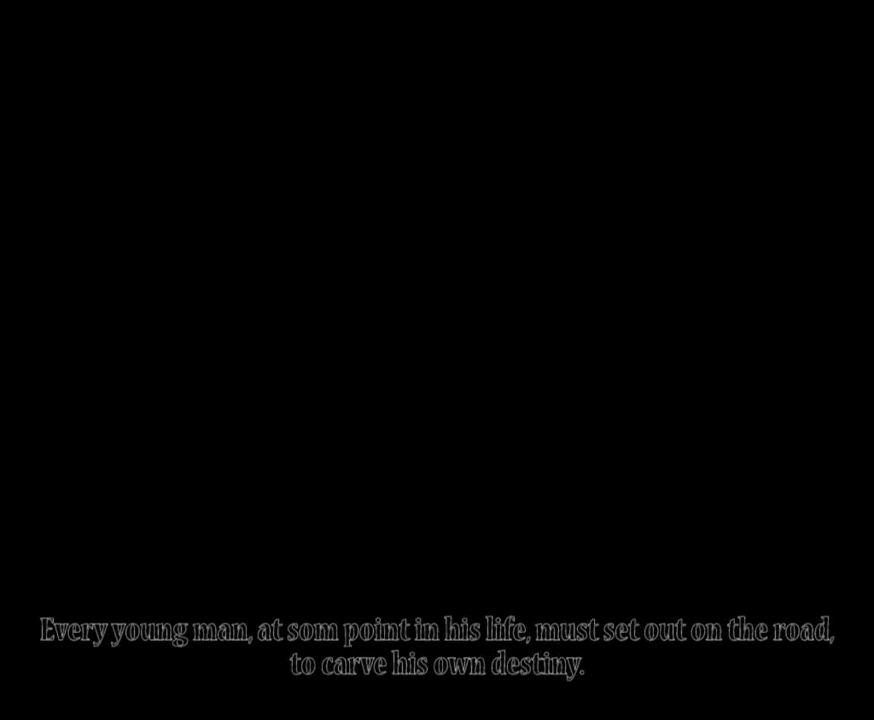 Every young man, at som point in his life, must set out on the road,
to carve his own destiny.